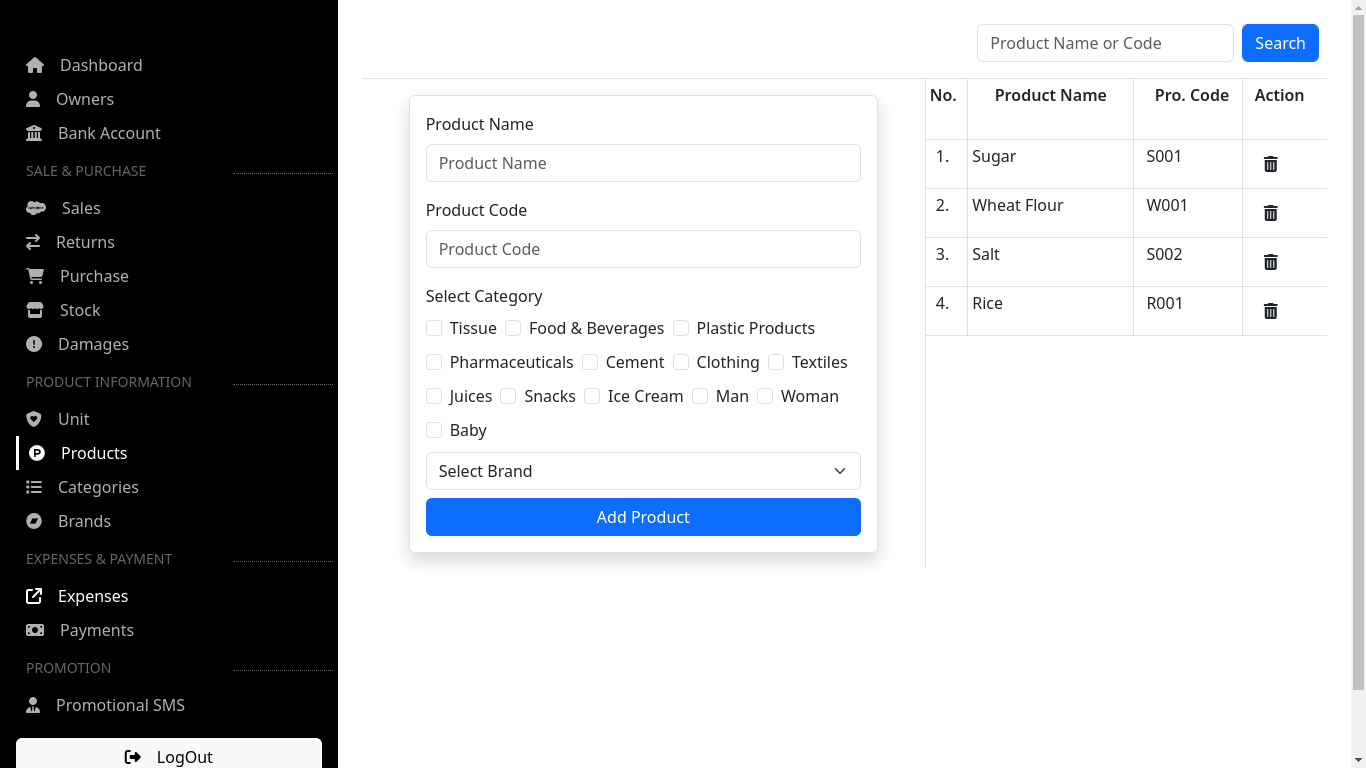 Dashboard
Owners
Bank Account
SALE & PURCHASE
Sales
Returns
Purchase
Stock
Damages
PRODUCT INFORMATION
Unit
Products
Categories
Brands
EXPENSES & PAYMENT
Expenses
Payments
PROMOTION
Promotional SMS
LogOut
Product Name or Code Search
Product Name
Product Name
Product Code
Product Code
Select Category
Tissue Food & Beverages Plastic Products
Pharmaceuticals Cement Clothing Textiles
Juices Snacks Ice Cream Man Woman
Baby
Select Brand
Add Product
No. Product Name Pro. Code Action
1. Sugar S001
2. Wheat Flour W001
3. Salt S002
4. Rice R001